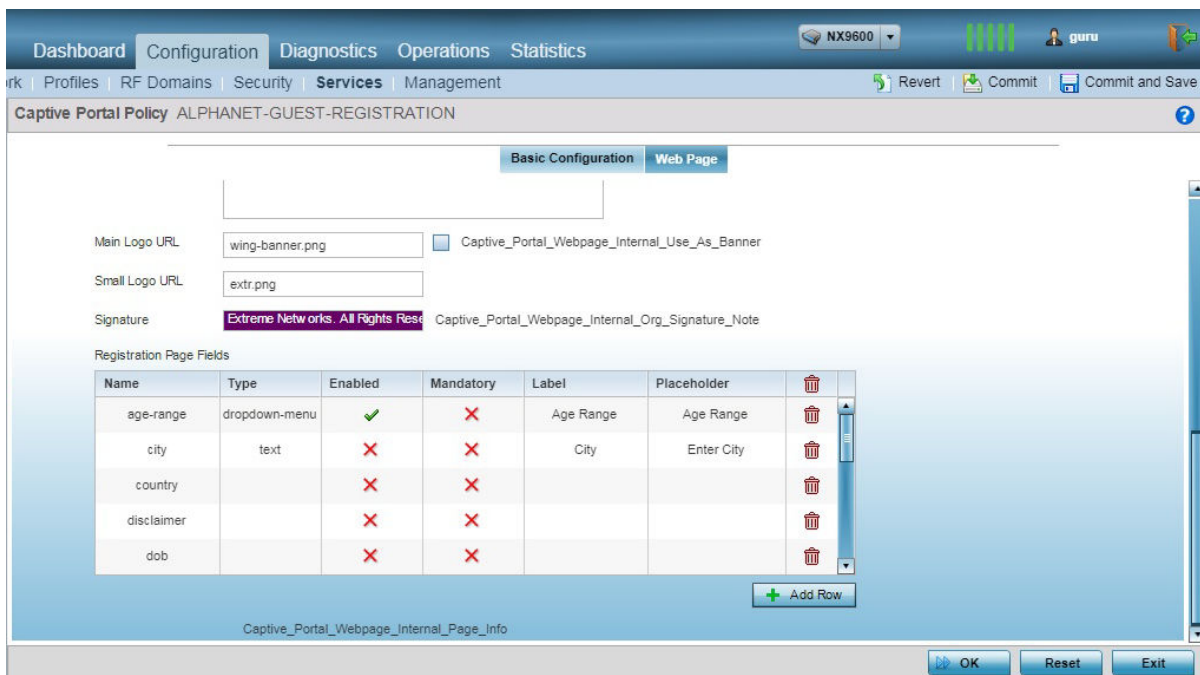 Dashboard Configuration Diagnostics Operations Statistics NX9600 guru
rk Profiles RF Domains Security Services Management Revert Commit Commit and Save
Captive Portal Policy ALPHANET-GUEST-REGISTRATION ?
Basic Configuration Web Page
Main Logo URL wing-banner.png Captive_Portal_Webpage_Internal_Use_As_Banner
Small Logo URL extr.png
Signature Extreme Networks. All Rights Rese Captive_Portal_Webpage_Internal_Org_Signature_Note
Registration Page Fields
Name Type Enabled Mandatory Label Placeholder
age-range dropdown-menu Age Range Age Range
city text City Enter City
country
disclaimer
dob
Add Row
Captive_Portal_Webpage_Internal_Page_Info
OK Reset Exit